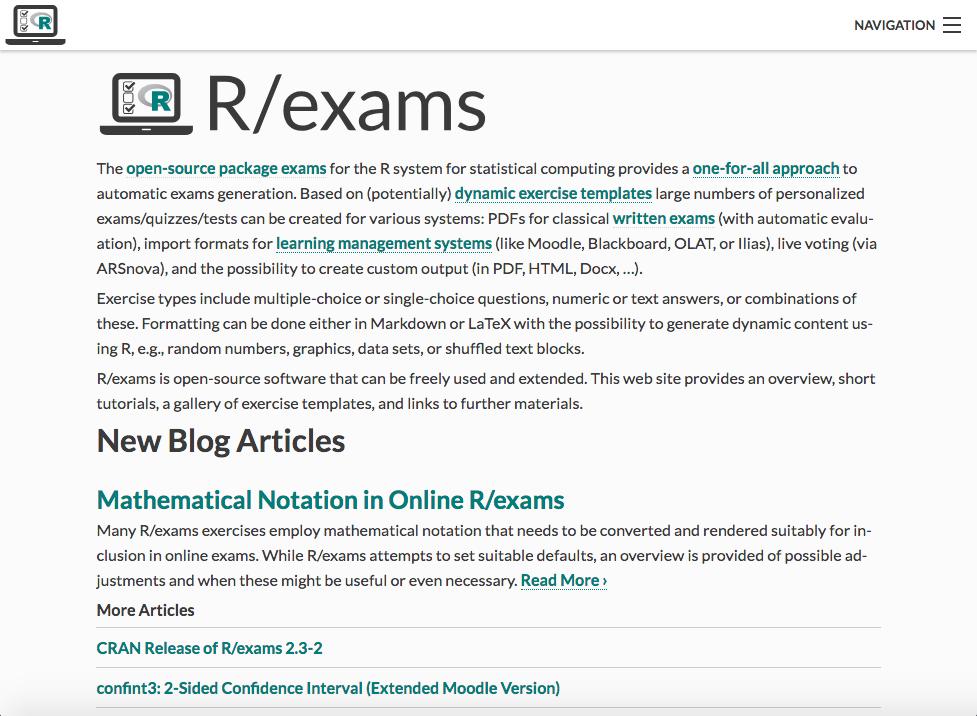 R
NAVIGATION
R
R/exams
The open-source package exams for the R system for statistical computing provides a one-for-all approach to
automatic exams generation. Based on (potentially) dynamic exercise templates large numbers of personalized
exams/quizzes/tests can be created for various systems: PDFs for classical written exams (with automatic evalu-
ation), import formats for learning management systems (like Moodle, Blackboard, OLAT, or Ilias), live voting (via
ARSnova), and the possibility to create custom output (in PDF, HTML, Docx, ...).
Exercise types include multiple-choice or single-choice questions, numeric or text answers, or combinations of
these. Formatting can be done either in Markdown or LaTeX with the possibility to generate dynamic content us-
ing R, e.g., random numbers, graphics, data sets, or shuffled text blocks.
R/exams is open-source software that can be freely used and extended. This web site provides an overview, short
tutorials, a gallery of exercise templates, and links to further materials.
New Blog Articles
Mathematical Notation in Online R/exams
Many R/exams exercises employ mathematical notation that needs to be converted and rendered suitably for in-
clusion in online exams. While R/exams attempts to set suitable defaults, an overview is provided of possible ad-
justments and when these might be useful or even necessary. Read More ›
More Articles
CRAN Release of R/exams 2.3-2
confint3: 2-Sided Confidence Interval (Extended Moodle Version)